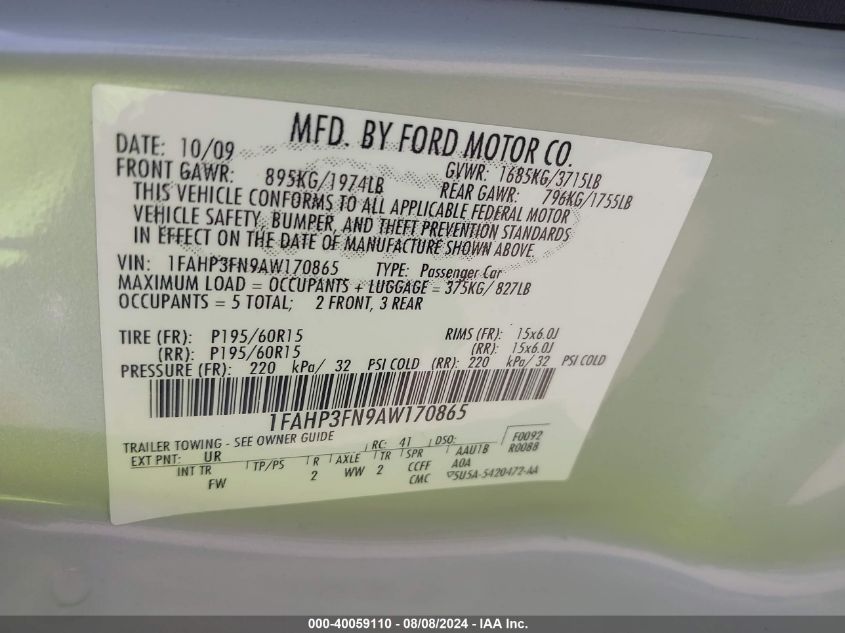 MFD. BY FORD MOTOR CO.
DATE: 10/09 GVWR: 1685KG/3715LB
FRONT GAWR: 895KG/1974LB REAR GAWR: 796KG/1755LB
THIS VEHICLE CONFORMS TO ALL APPLICABLE FEDERAL MOTOR
VEHICLE SAFETY, BUMPER, AND THEFT PREVENTION STANDARDS
IN EFFECT ON THE DATE OF MANUFACTURE SHOWN ABOVE.
VIN: 1FAHP3FN9AW170865 TYPE: Passenger Car
MAXIMUM LOAD = OCCUPANTS + LUGGAGE = 375KG/ 827LB
OCCUPANTS = 5 TOTAL; 2 FRONT, 3 REAR
TIRE (FR): P195/60R15 RIMS (FR): 15x6.0J
(RR): P195/60R15 (RR): 15x6.0J
PRESSURE (FR): 220 kPa/ 32 PSI COLD (RR): 220 kPa/ 32 PSI COLD
1FAHP3FN9AW170865
TRAILER TOWING - SEE OWNER GUIDE RC: 41 DSO: F0092
EXT PNT: UR R0088
INT TR TP/PS R AXLE TR SPR AAU1B
FW 2 WW 2 CCFF A0A
CMC 5U5A-5420472-AA
000-40059110 - 08/08/2024 - IAA Inc.